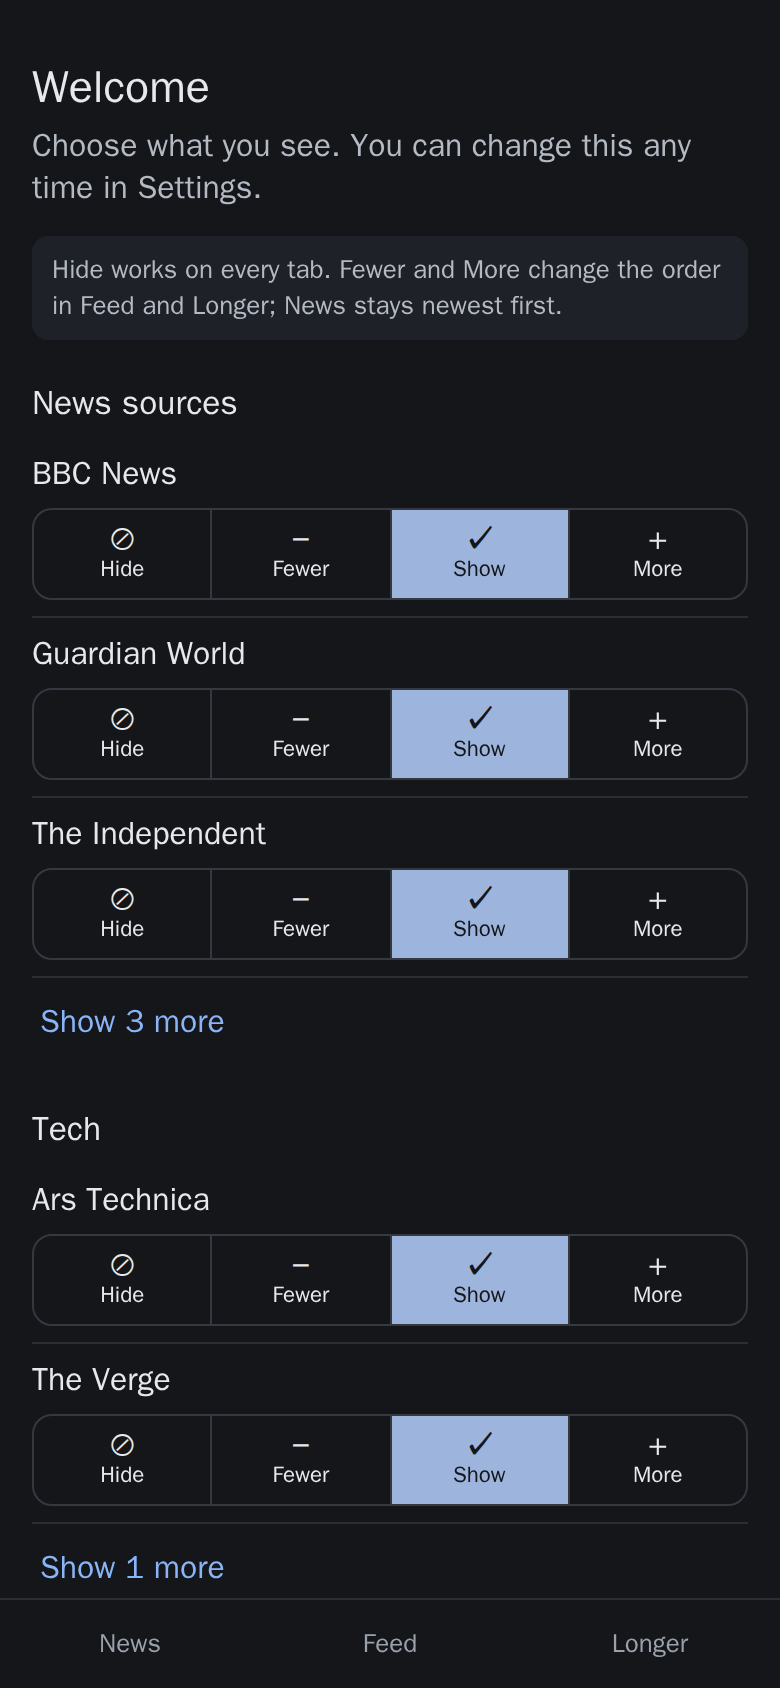 Welcome
Choose what you see. You can change this any
time in Settings.
Hide works on every tab. Fewer and More change the order
in Feed and Longer; News stays newest first.
News sources
BBC News
Hide Fewer Show More
Guardian World
Hide Fewer Show More
The Independent
Hide Fewer Show More
Show 3 more
Tech
Ars Technica
Hide Fewer Show More
The Verge
Hide Fewer Show More
Show 1 more
News Feed Longer